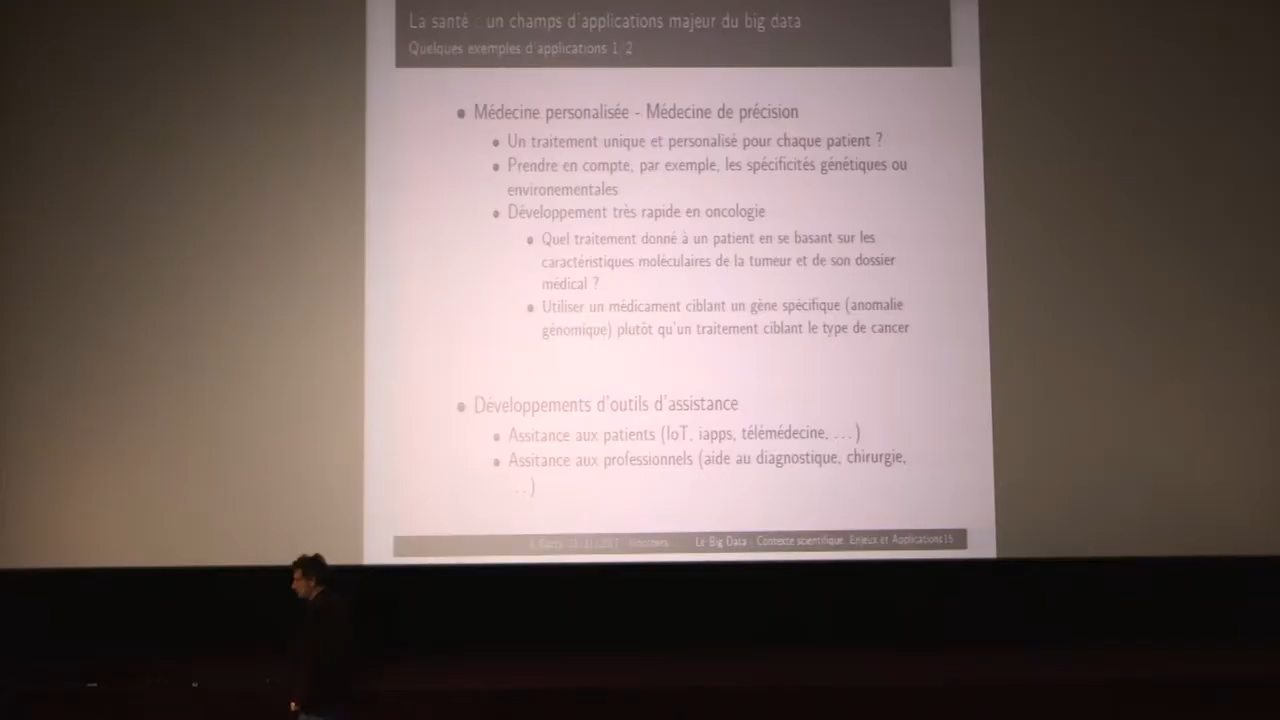 La santé : un champs d'applications majeur du big data
Quelques exemples d'applications 1/2
• Médecine personalisée - Médecine de précision
• Un traitement unique et personalisé pour chaque patient ?
• Prendre en compte, par exemple, les spécificités génétiques ou
environementales
• Développement très rapide en oncologie
• Quel traitement donné à un patient en se basant sur les
caractéristiques moléculaires de la tumeur et de son dossier
médical ?
• Utiliser un médicament ciblant un gène spécifique (anomalie
génomique) plutôt qu'un traitement ciblant le type de cancer
• Développements d'outils d'assistance
• Assitance aux patients (IoT, iapps, télémédecine, ...)
• Assitance aux professionnels (aide au diagnostique, chirurgie,
...)
Le Big Data - Contexte scientifique, Enjeux et Applications 15